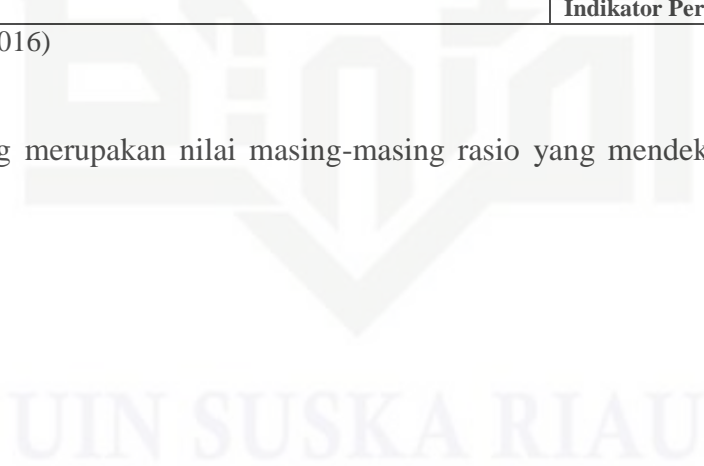 Indikator Per
016)
g merupakan nilai masing-masing rasio yang mendek
UIN SUSKA RIAU